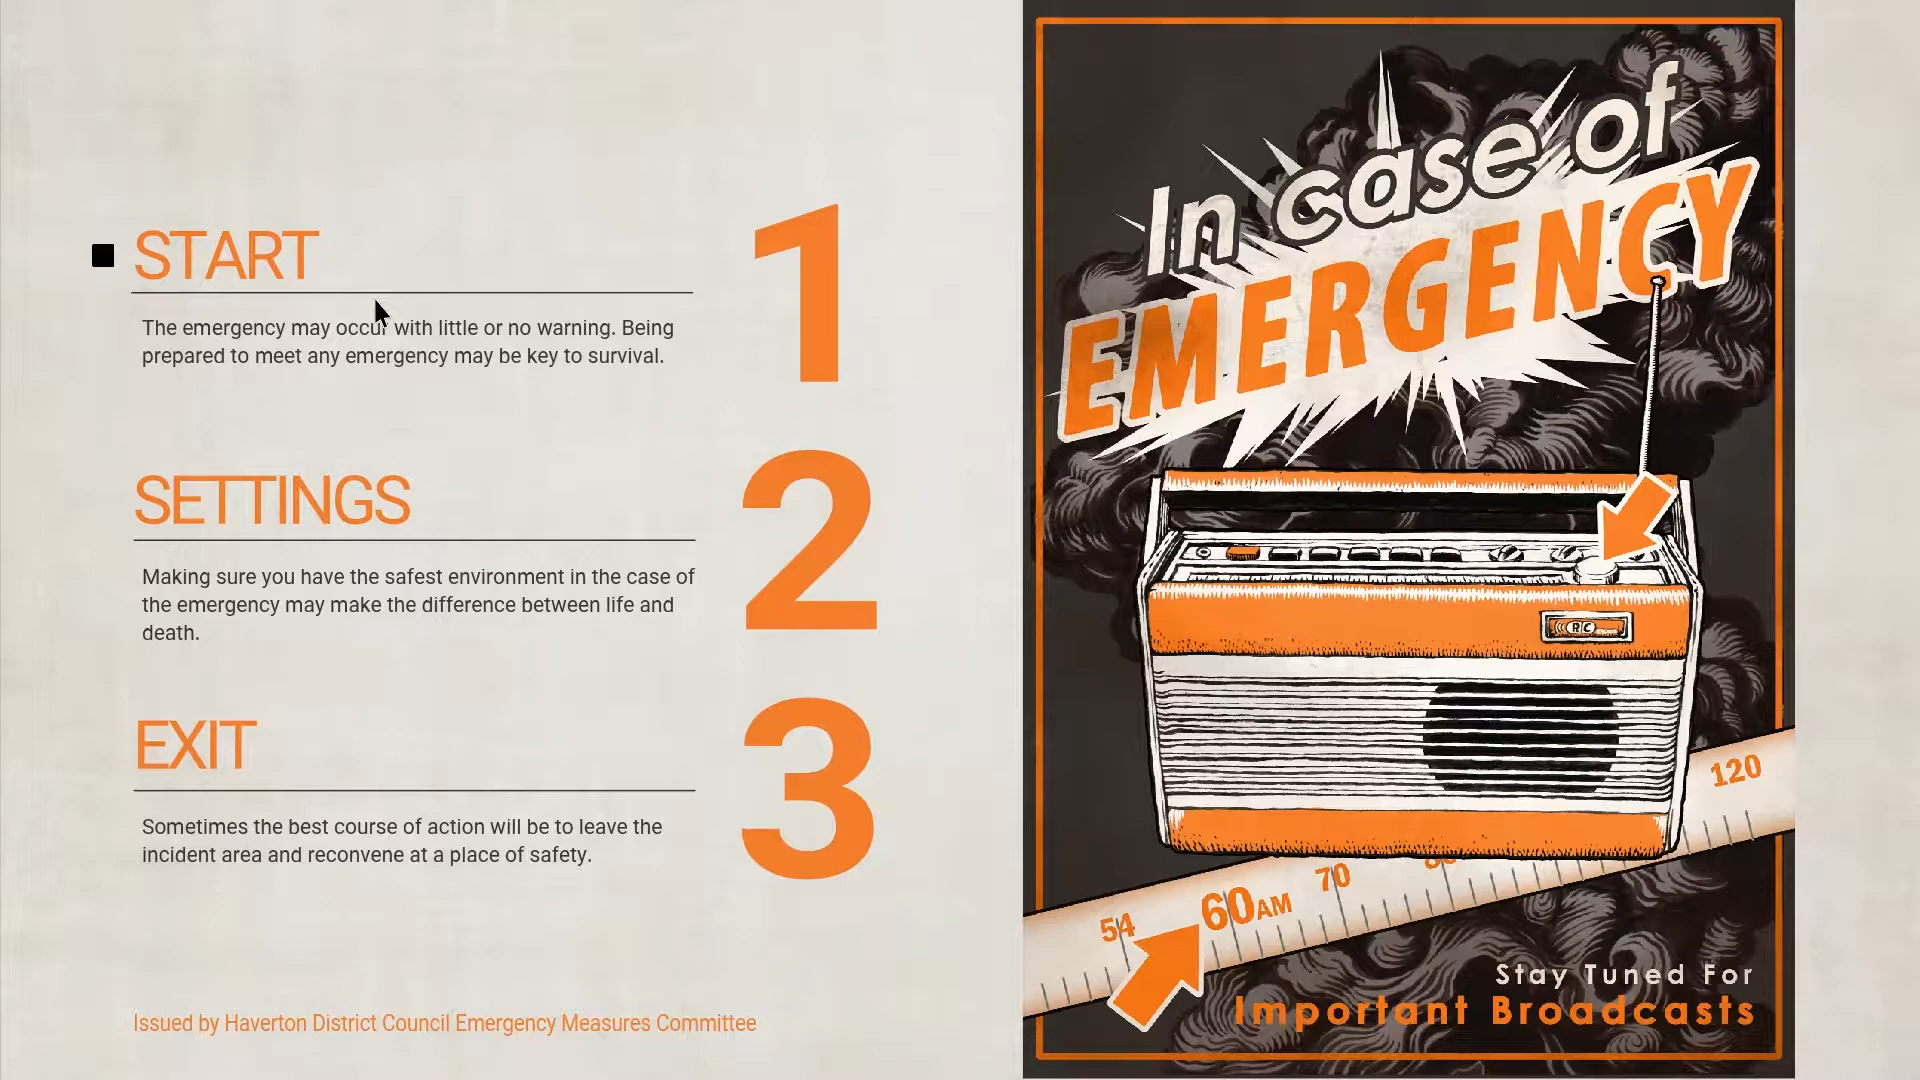 START
The emergency may occur with little or no warning. Being
prepared to meet any emergency may be key to survival.
1
SETTINGS
Making sure you have the safest environment in the case of
the emergency may make the difference between life and
death.
2
EXIT
Sometimes the best course of action will be to leave the
incident area and reconvene at a place of safety.
3
Issued by Haverton District Council Emergency Measures Committee
In case of
EMERGENCY
RC
120
54 60AM 70
Stay Tuned For
Important Broadcasts